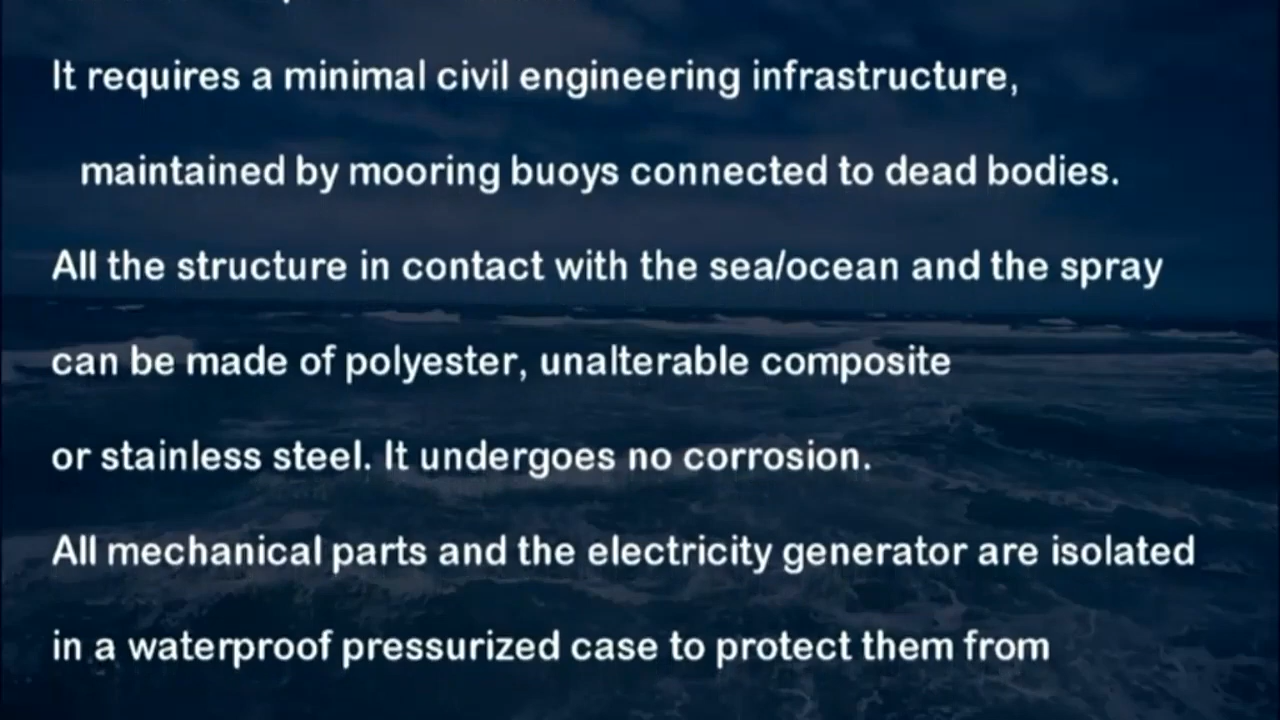 It requires a minimal civil engineering infrastructure,
maintained by mooring buoys connected to dead bodies.
All the structure in contact with the sea/ocean and the spray
can be made of polyester, unalterable composite
or stainless steel. It undergoes no corrosion.
All mechanical parts and the electricity generator are isolated
in a waterproof pressurized case to protect them from